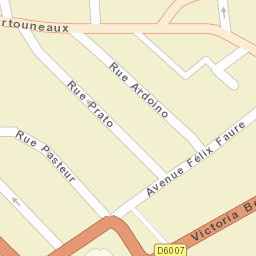 rtouneaux
Rue Ardoino
Rue Prato
Rue Pasteur
Avenue Félix Faure
Victoria Be
D6007